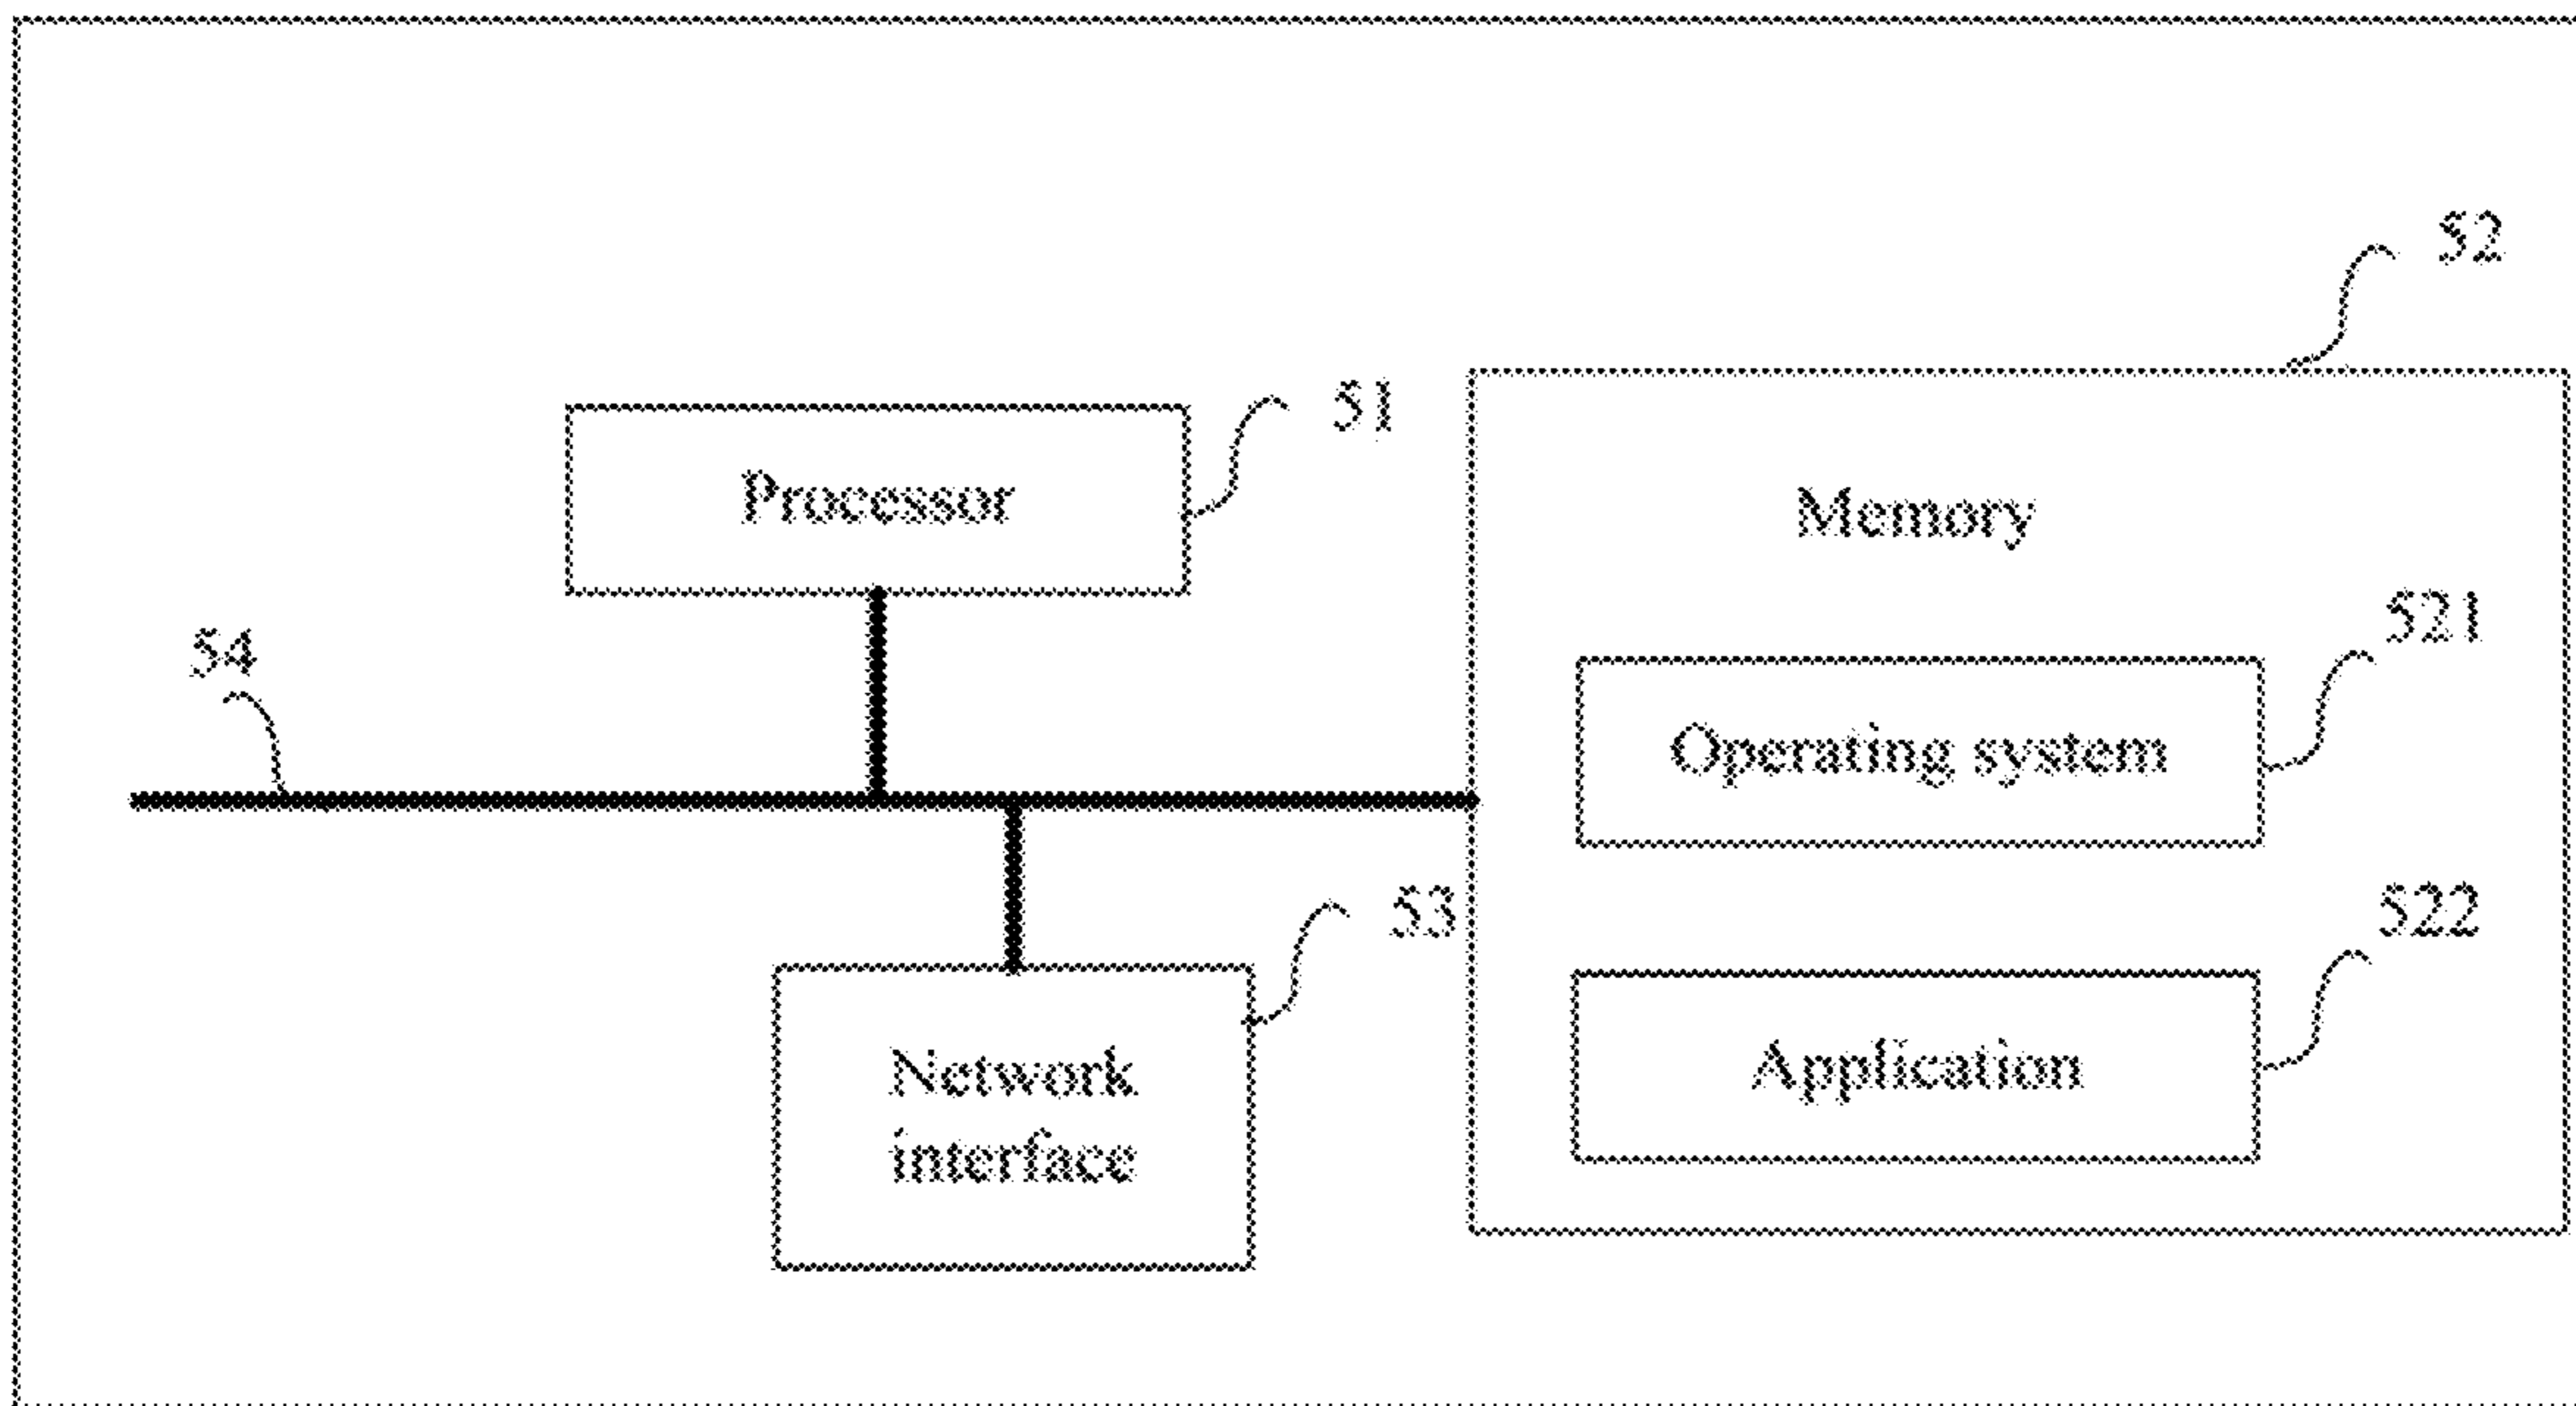 52
51
Processor
Memory
521
54
Operating system
53
522
Network
interface
Application